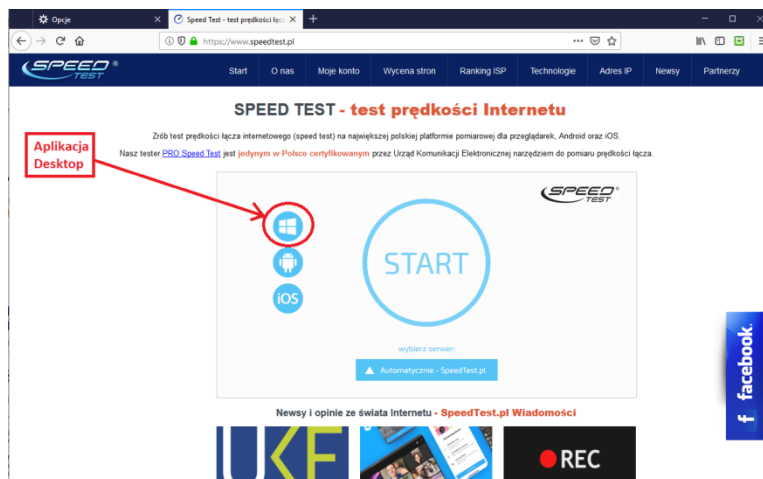 Opcje
Speed Test - test prędkości łącz
https://www.speedtest.pl
SPEED TEST
Start O nas Moje konto Wycena stron Ranking ISP Technologie Adres IP Newsy Partnerzy
SPEED TEST - test prędkości Internetu
Zrób test prędkości łącza internetowego (speed test) na największej polskiej platformie pomiarowej dla przeglądarek, Android oraz iOS.
Nasz tester PRO Speed Test jest jedynym w Polsce certyfikowanym przez Urząd Komunikacji Elektronicznej narzędziem do pomiaru prędkości łącza.
Aplikacja
Desktop
SPEED TEST
START
iOS
wybierz serwer:
Automatycznie - SpeedTest.pl
facebook.
Newsy i opinie ze świata Internetu - SpeedTest.pl Wiadomości
UKE
REC